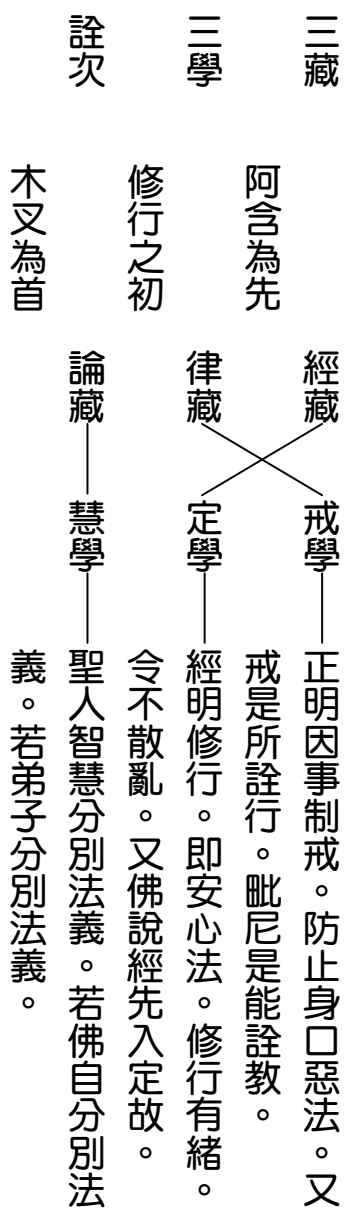 三藏
三學
詮次
阿含為先
修行之初
木叉為首
經藏
律藏
論藏
戒學
定學
慧學
正明因事制戒。防止身口惡法。又
戒是所詮行。毗尼是能詮教。
經明修行。即安心法。修行有緒。
令不散亂。又佛說經先入定故。
聖人智慧分別法義。若佛自分別法
義。若弟子分別法義。